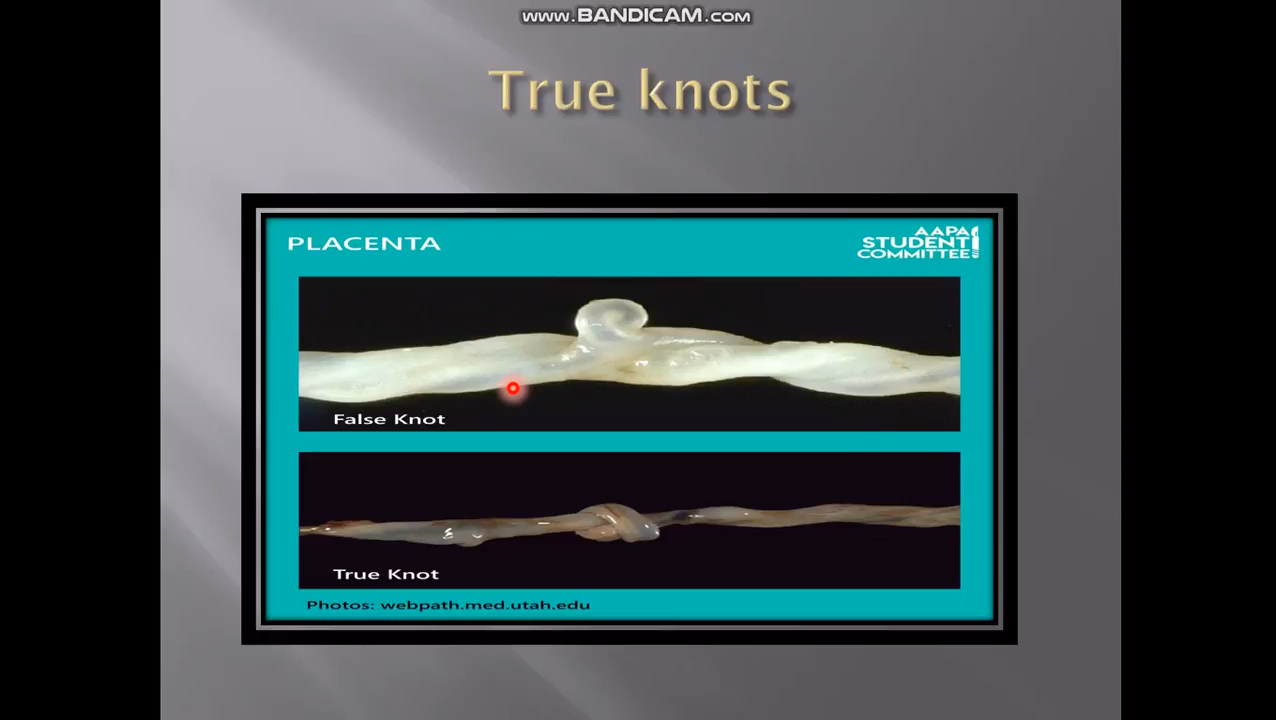 www.BANDICAM.com
True knots
PLACENTA
AAPA
STUDENT
COMMITTEE
False Knot
True Knot
Photos: webpath.med.utah.edu